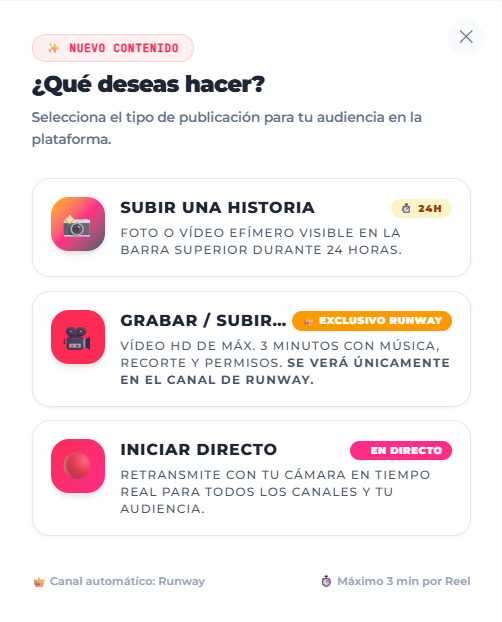 NUEVO CONTENIDO
¿Qué deseas hacer?
Selecciona el tipo de publicación para tu audiencia en la
plataforma.
SUBIR UNA HISTORIA
24H
FOTO O VÍDEO EFÍMERO VISIBLE EN LA
BARRA SUPERIOR DURANTE 24 HORAS.
GRABAR / SUBIR...
EXCLUSIVO RUNWAY
VÍDEO HD DE MÁX. 3 MINUTOS CON MÚSICA,
RECORTE Y PERMISOS. SE VERÁ ÚNICAMENTE
EN EL CANAL DE RUNWAY.
INICIAR DIRECTO
EN DIRECTO
RETRANSMITE CON TU CÁMARA EN TIEMPO
REAL PARA TODOS LOS CANALES Y TU
AUDIENCIA.
Canal automático: Runway
Máximo 3 min por Reel